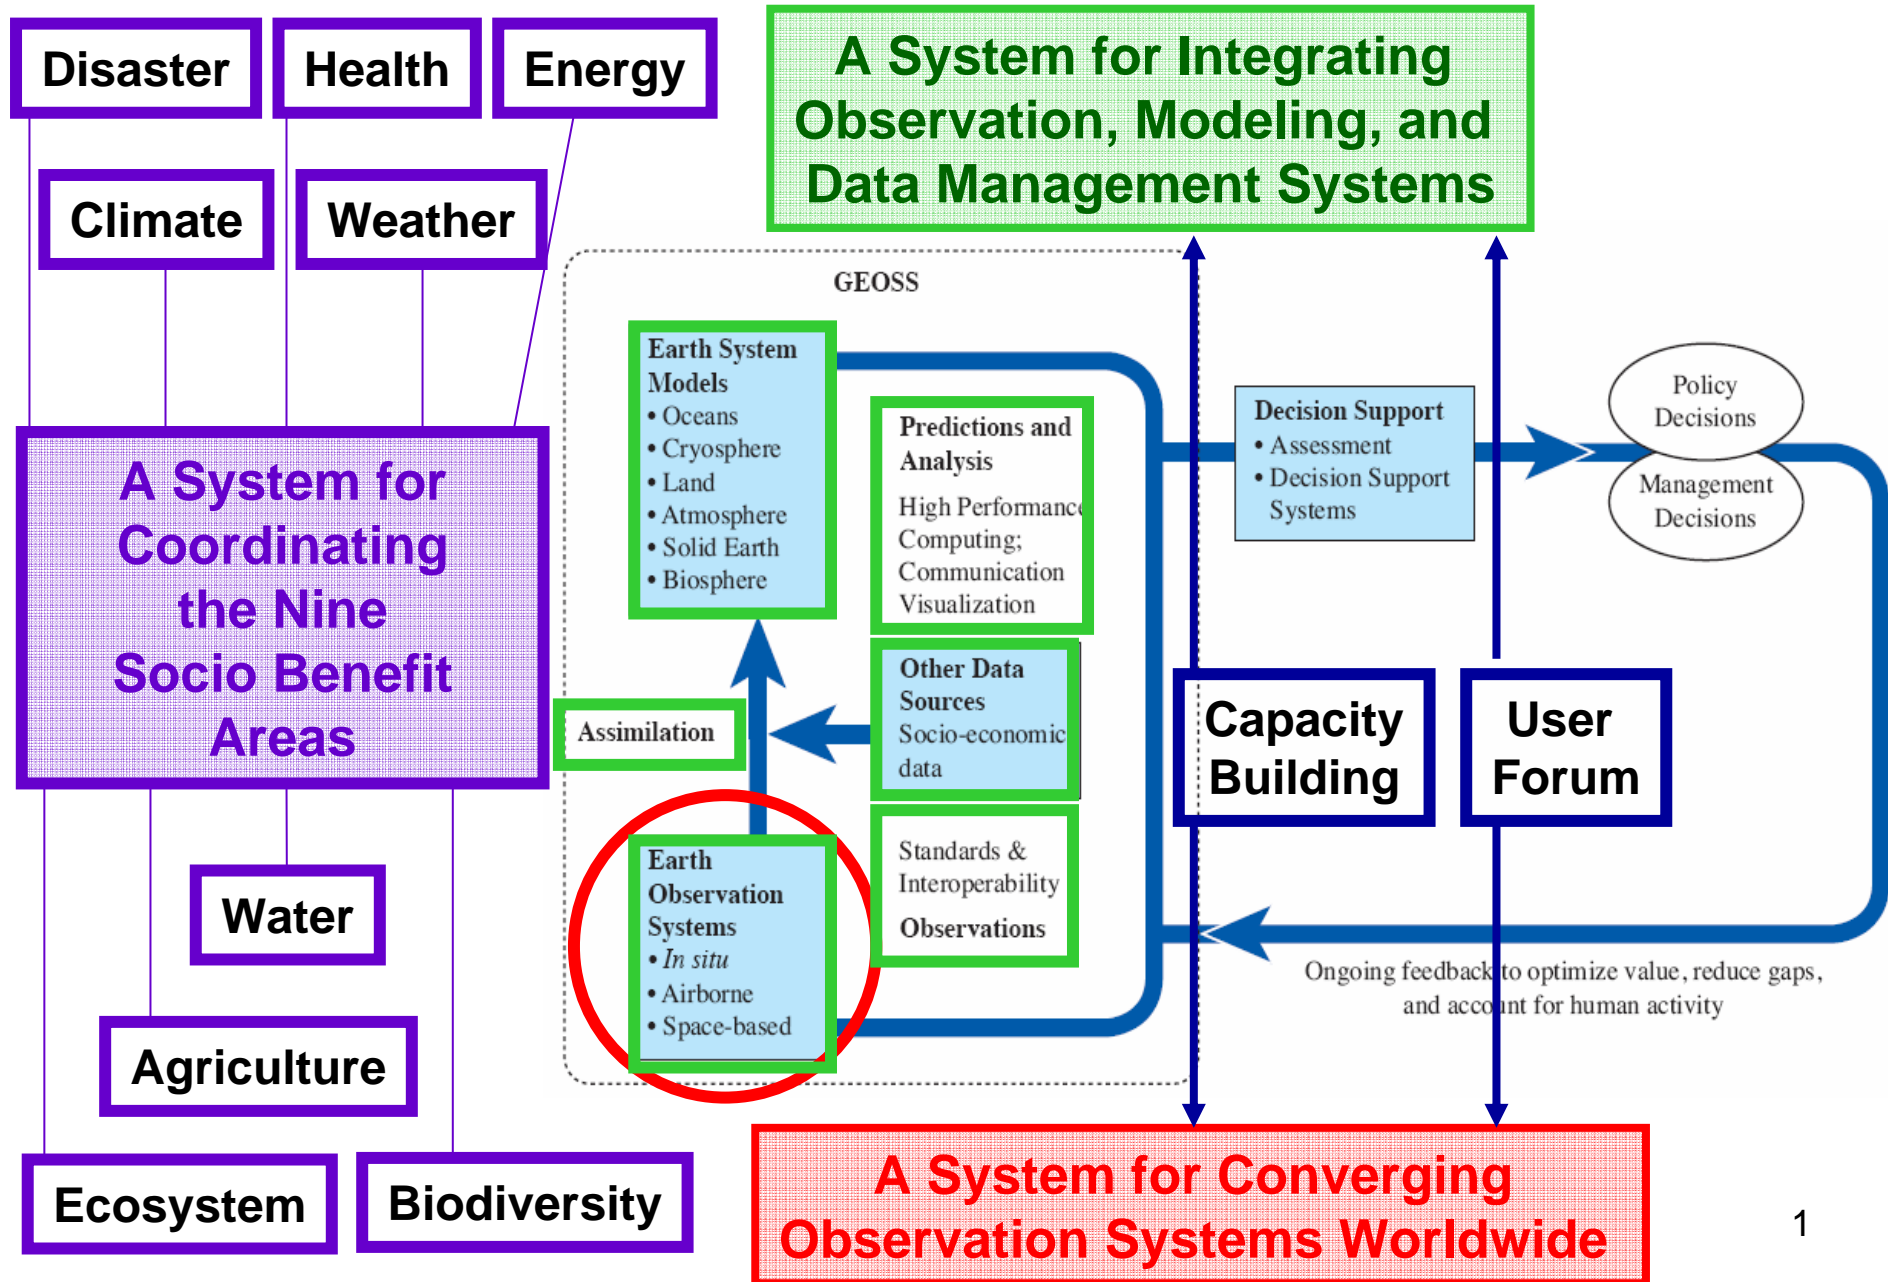 Disaster
Health
Energy
Climate
Weather
A System for
Coordinating
the Nine
Socio Benefit
Areas
Water
Agriculture
Ecosystem
Biodiversity
A System for Integrating
Observation, Modeling, and
Data Management Systems
GEOSS
Earth System
Models
• Oceans
• Cryosphere
• Land
• Atmosphere
• Solid Earth
• Biosphere
Predictions and
Analysis
High Performance
Computing;
Communication
Visualization
Other Data
Sources
Socio-economic
data
Assimilation
Standards &
Interoperability
Observations
Earth
Observation
Systems
• In situ
• Airborne
• Space-based
Decision Support
• Assessment
• Decision Support
Systems
Policy
Decisions
Management
Decisions
Capacity
Building
User
Forum
Ongoing feedback to optimize value, reduce gaps,
and account for human activity
A System for Converging
Observation Systems Worldwide
1